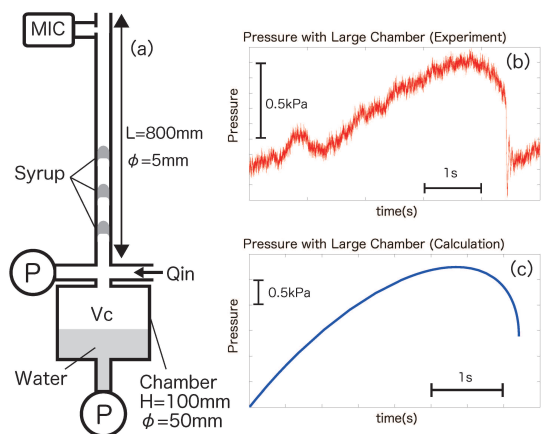 MIC
(a)
L=800mm
φ=5mm
Syrup
P
Qin
Vc
Water
Chamber
H=100mm
φ=50mm
P
Pressure with Large Chamber (Experiment)
(b)
0.5kPa
Pressure
1s
time(s)
Pressure with Large Chamber (Calculation)
(c)
0.5kPa
Pressure
1s
time(s)